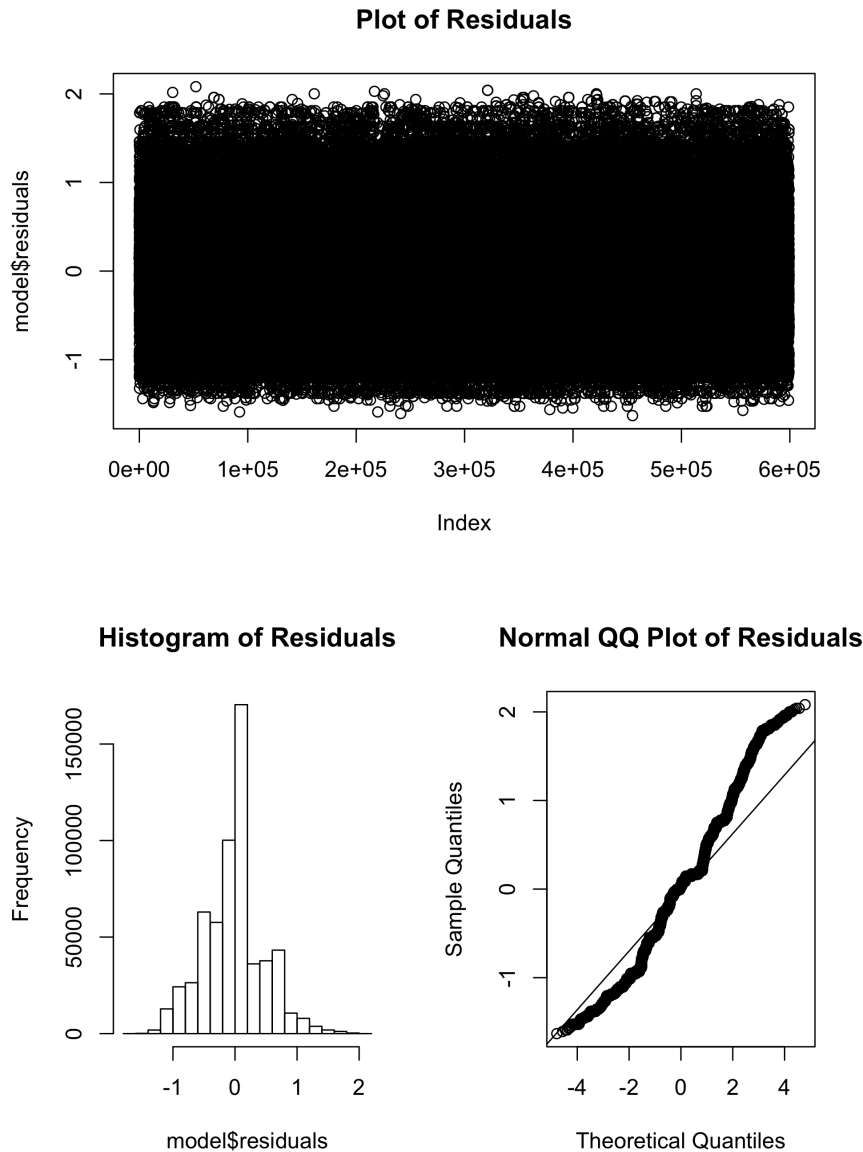 Plot of Residuals
model$residuals
2
1
0
-1
0e+00 1e+05 2e+05 3e+05 4e+05 5e+05 6e+05
Index
Histogram of Residuals
Frequency
150000
100000
50000
0
-1 0 1 2
model$residuals
Normal QQ Plot of Residuals
Sample Quantiles
2
1
0
-1
-4 -2 0 2 4
Theoretical Quantiles